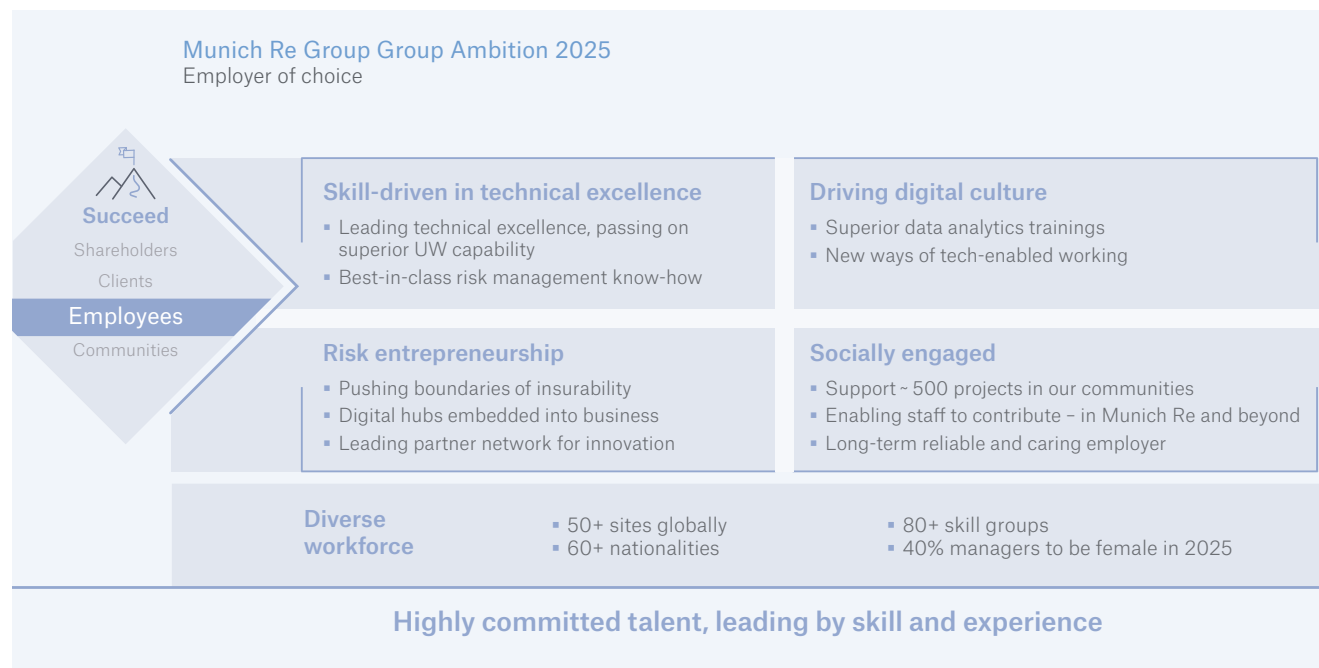 Munich Re Group Group Ambition 2025
Employer of choice
Succeed
Shareholders
Clients
Employees
Communities
Skill-driven in technical excellence
▪ Leading technical excellence, passing on
superior UW capability
▪ Best-in-class risk management know-how
Driving digital culture
▪ Superior data analytics trainings
▪ New ways of tech-enabled working
Risk entrepreneurship
▪ Pushing boundaries of insurability
▪ Digital hubs embedded into business
▪ Leading partner network for innovation
Socially engaged
▪ Support ~ 500 projects in our communities
▪ Enabling staff to contribute – in Munich Re and beyond
▪ Long-term reliable and caring employer
Diverse
workforce
▪ 50+ sites globally
▪ 60+ nationalities
▪ 80+ skill groups
▪ 40% managers to be female in 2025
Highly committed talent, leading by skill and experience